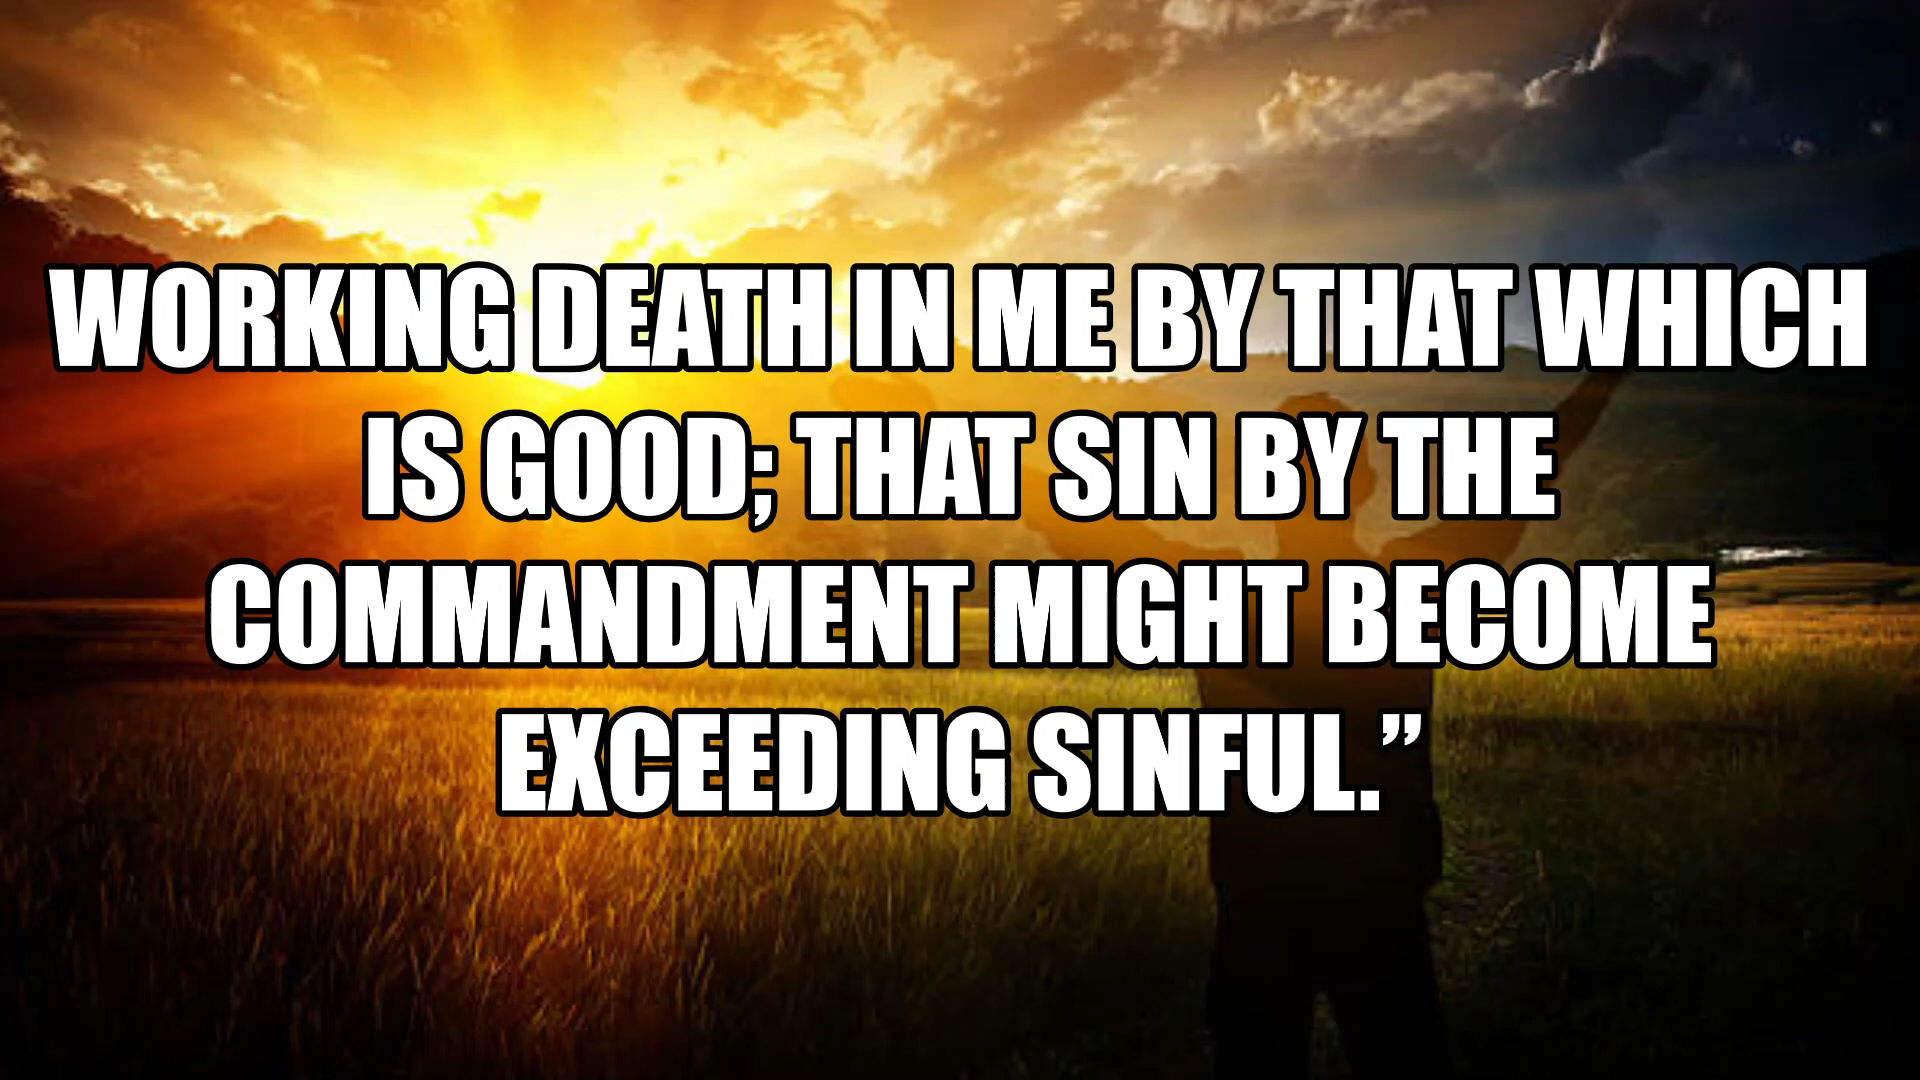 WORKING DEATH IN ME BY THAT WHICH
IS GOOD; THAT SIN BY THE
COMMANDMENT MIGHT BECOME
EXCEEDING SINFUL.”